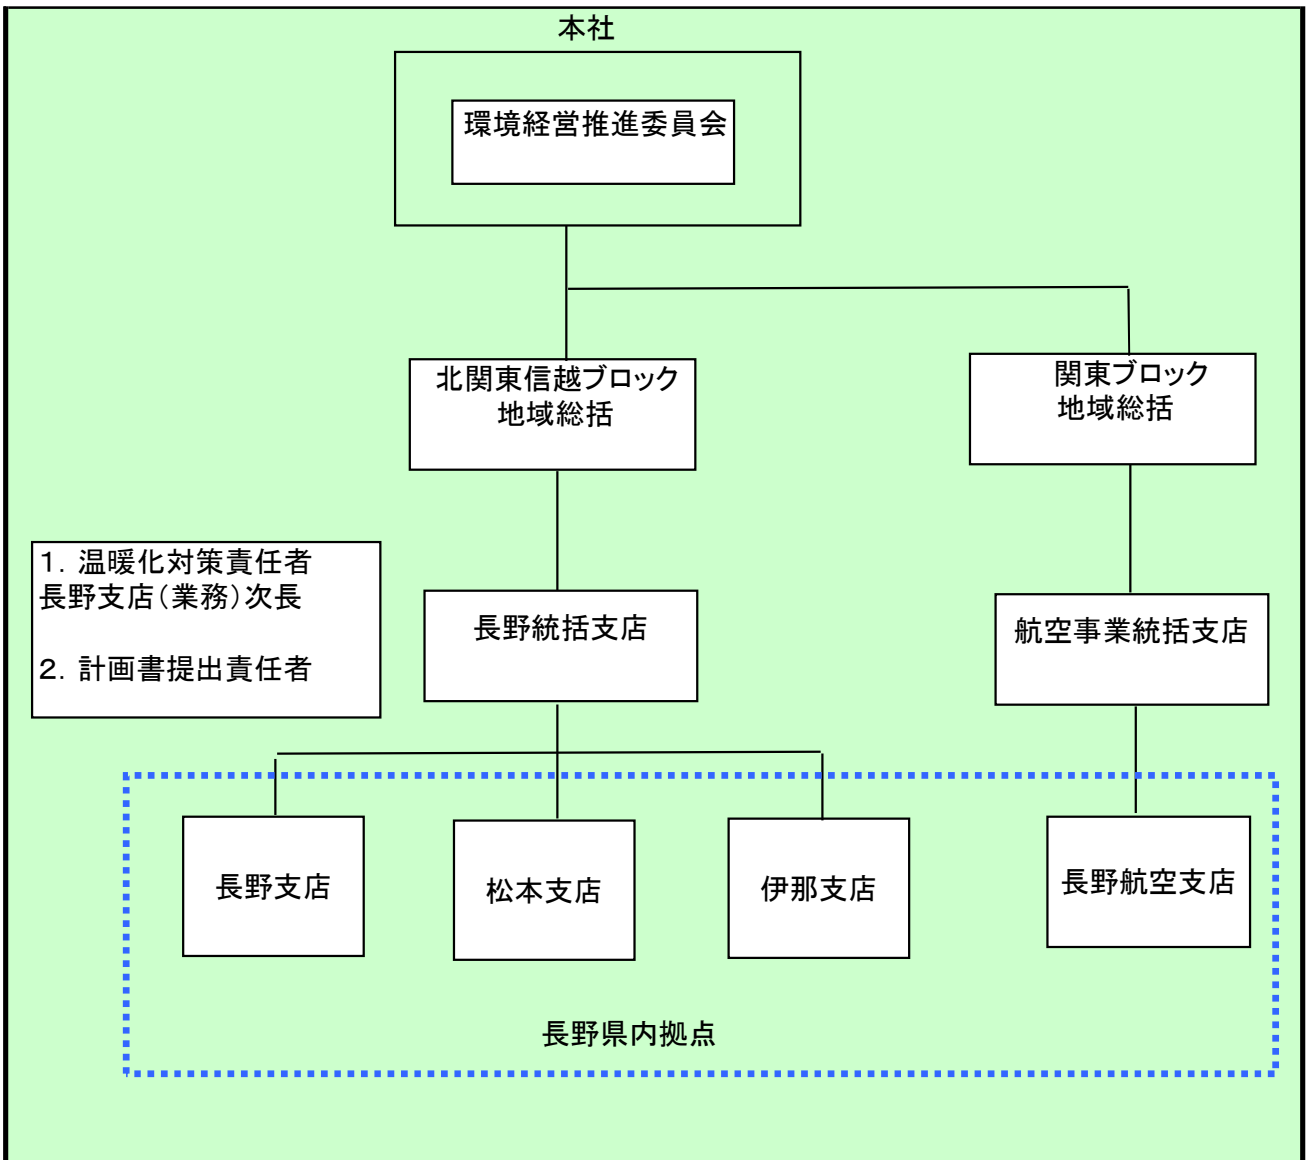 本社
環境経営推進委員会
北関東信越ブロック
地域総括
関東ブロック
地域総括
1．温暖化対策責任者
長野支店（業務）次長
2．計画書提出責任者
長野統括支店
航空事業統括支店
長野支店
松本支店
伊那支店
長野航空支店
長野県内拠点